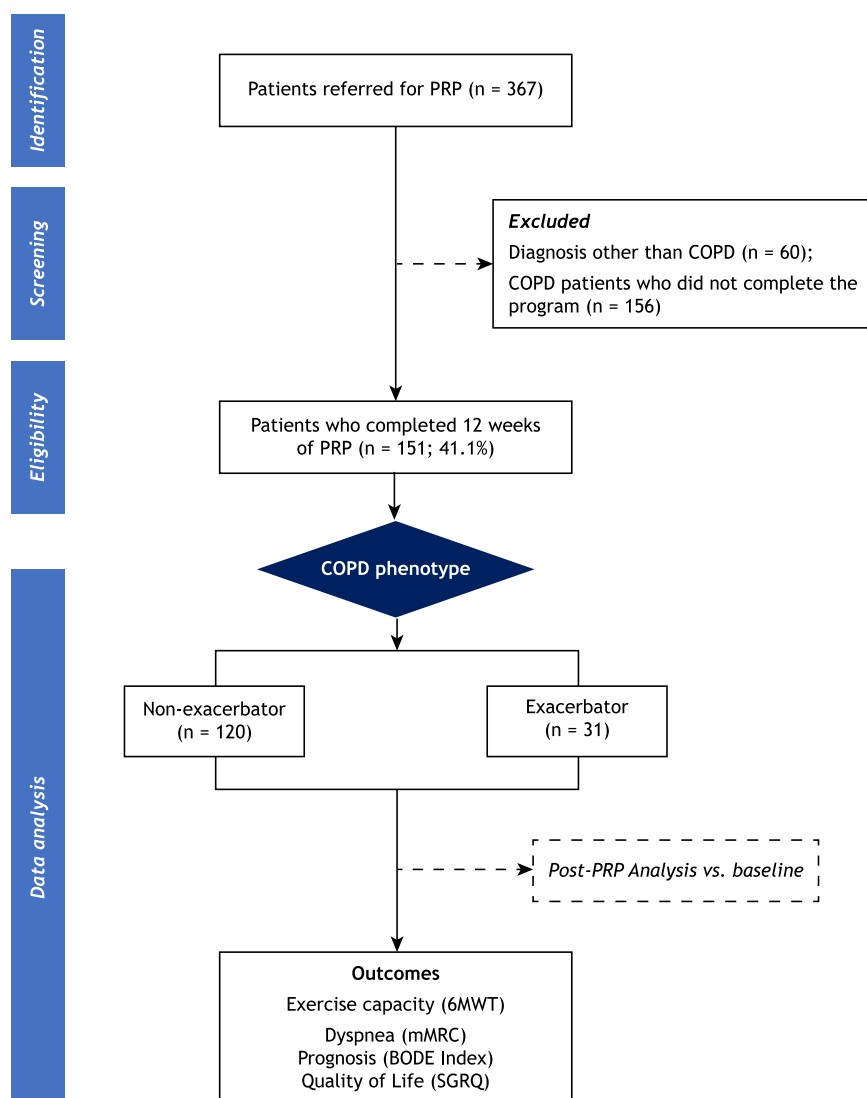 Identification
Patients referred for PRP (n = 367)
Screening
Excluded
Diagnosis other than COPD (n = 60);
COPD patients who did not complete the
program (n = 156)
Eligibility
Patients who completed 12 weeks
of PRP (n = 151; 41.1%)
COPD phenotype
Data analysis
Non-exacerbator
(n = 120)
Exacerbator
(n = 31)
Post-PRP Analysis vs. baseline
Outcomes
Exercise capacity (6MWT)
Dyspnea (mMRC)
Prognosis (BODE Index)
Quality of Life (SGRQ)